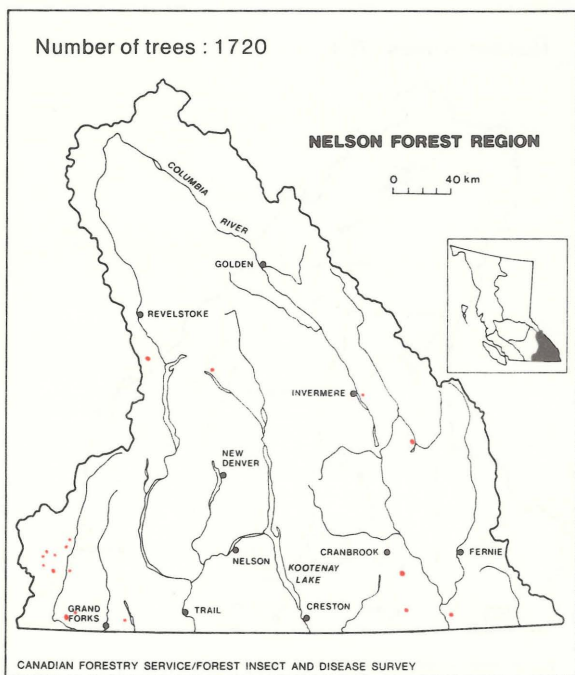 Number of trees : 1720
NELSON FOREST REGION
0 40 km
COLUMBIA
RIVER
GOLDEN
REVELSTOKE
INVERMERE
NEW
DENVER
NELSON
CRANBROOK
FERNIE
KOOTENAY
LAKE
GRAND
FORKS
TRAIL
CRESTON
CANADIAN FORESTRY SERVICE/FOREST INSECT AND DISEASE SURVEY